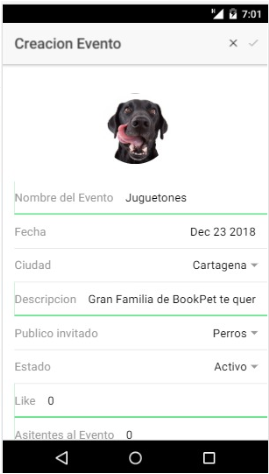 7:01
Creacion Evento
Nombre del Evento Juguetones
Fecha Dec 23 2018
Ciudad Cartagena
Descripcion Gran Familia de BookPet te quer
Publico invitado Perros
Estado Activo
Like 0
Asitentes al Evento 0